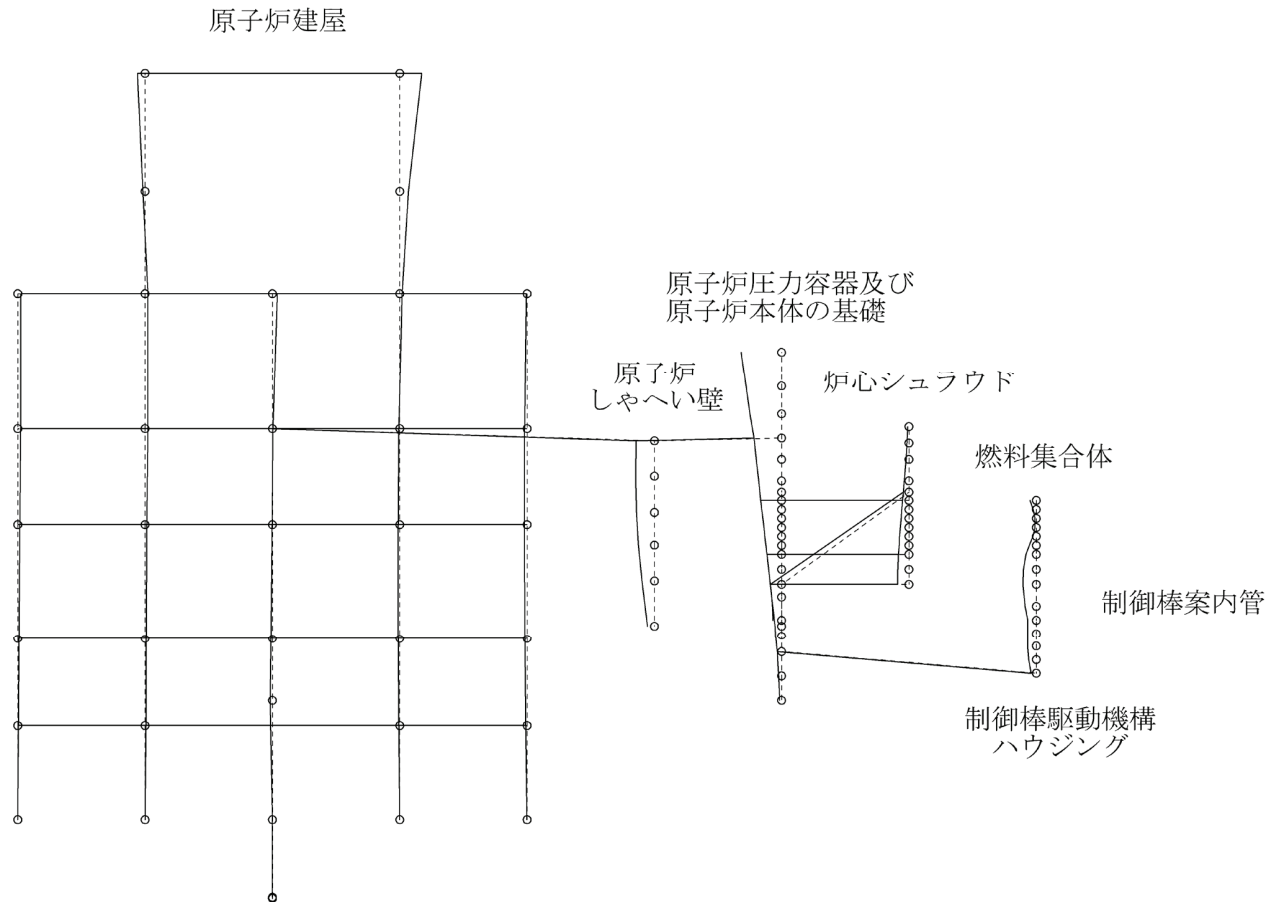 原子炉建屋
原子炉圧力容器及び
原子炉本体の基礎
原子炉
しゃへい壁
炉心シュラウド
燃料集合体
制御棒案内管
制御棒駆動機構
ハウジング